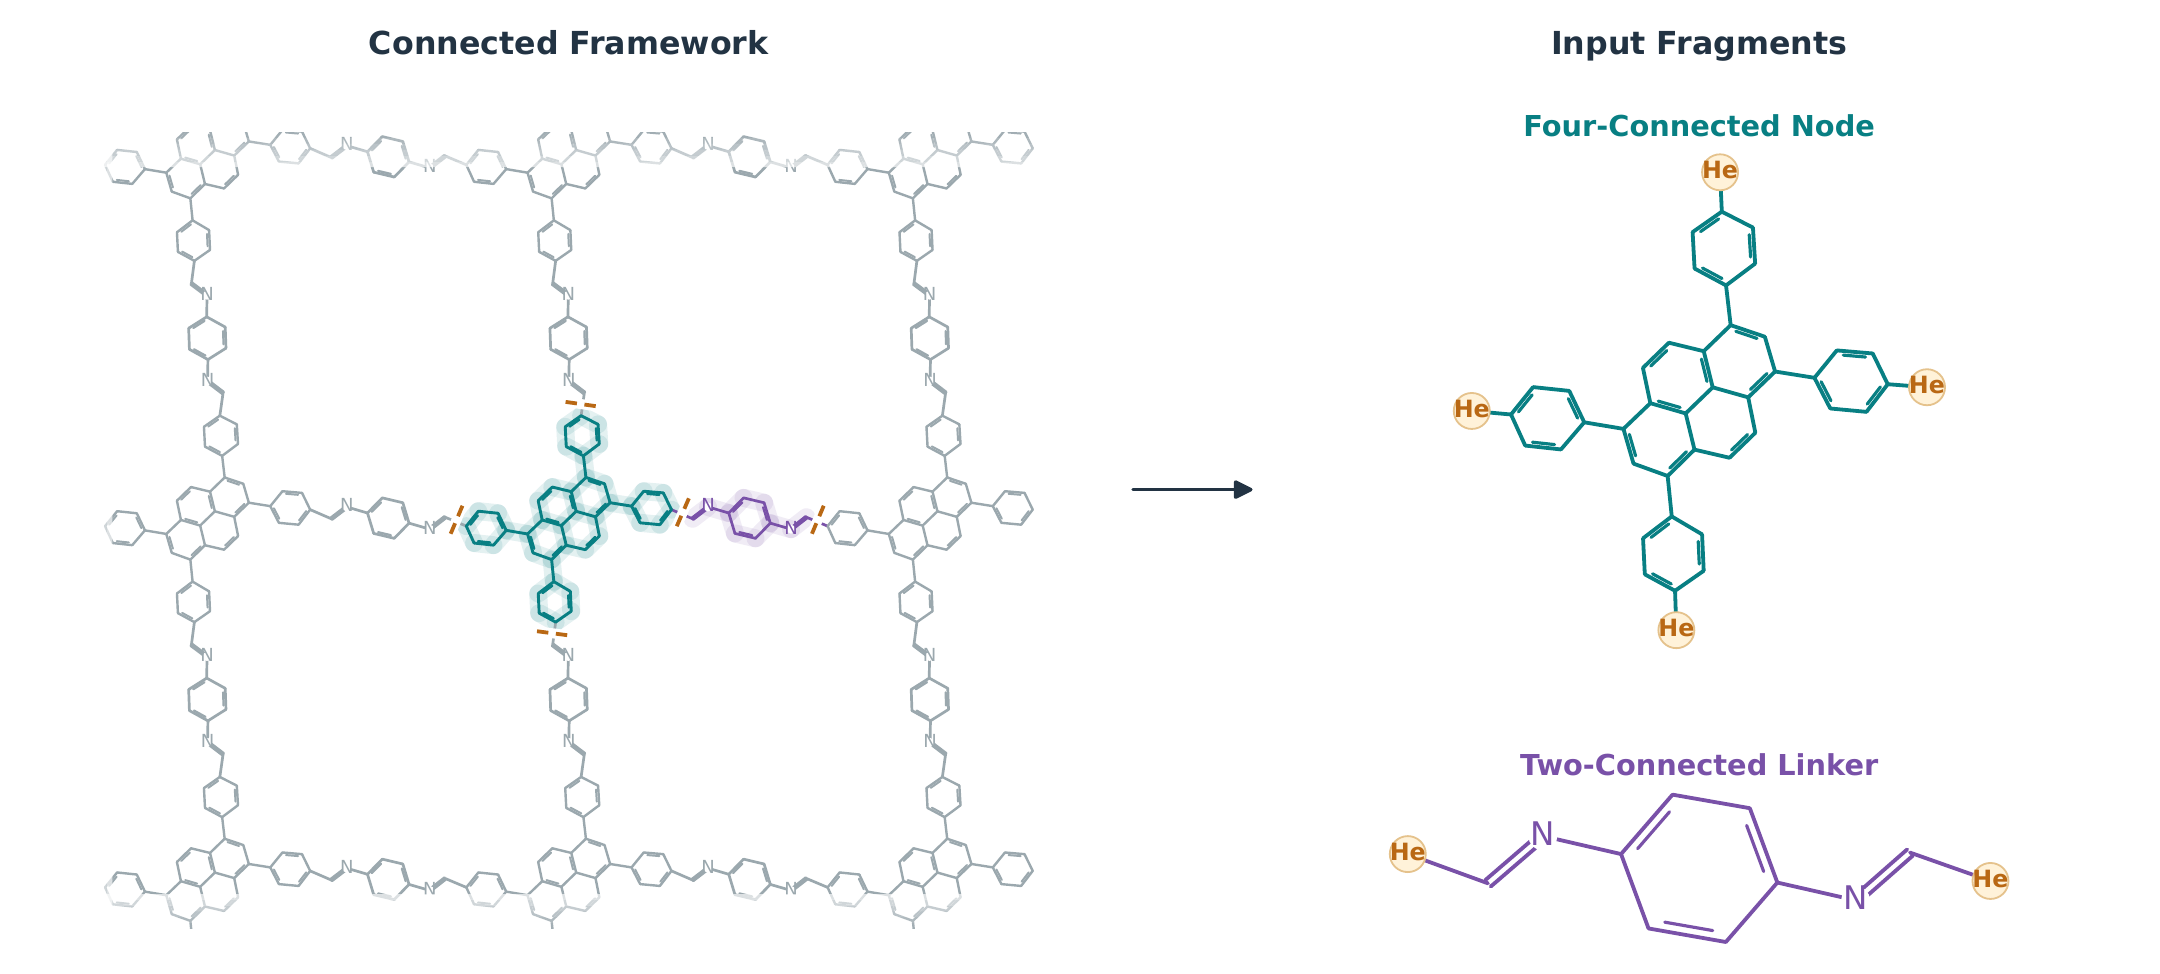 Connected Framework
N N N N
N N N
N N N
N N N N
N N N
N N N
N N N N
Input Fragments
Four-Connected Node
He
He
He
He
Two-Connected Linker
He N N He